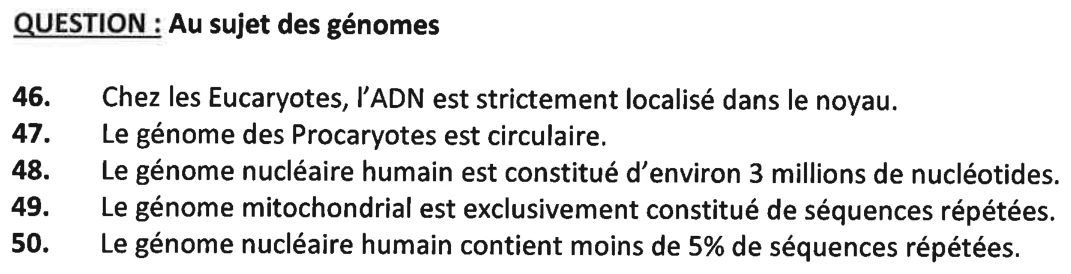 QUESTION : Au sujet des génomes
46. Chez les Eucaryotes, l'ADN est strictement localisé dans le noyau.
47. Le génome des Procaryotes est circulaire.
48. Le génome nucléaire humain est constitué d'environ 3 millions de nucléotides.
49. Le génome mitochondrial est exclusivement constitué de séquences répétées.
50. Le génome nucléaire humain contient moins de 5% de séquences répétées.